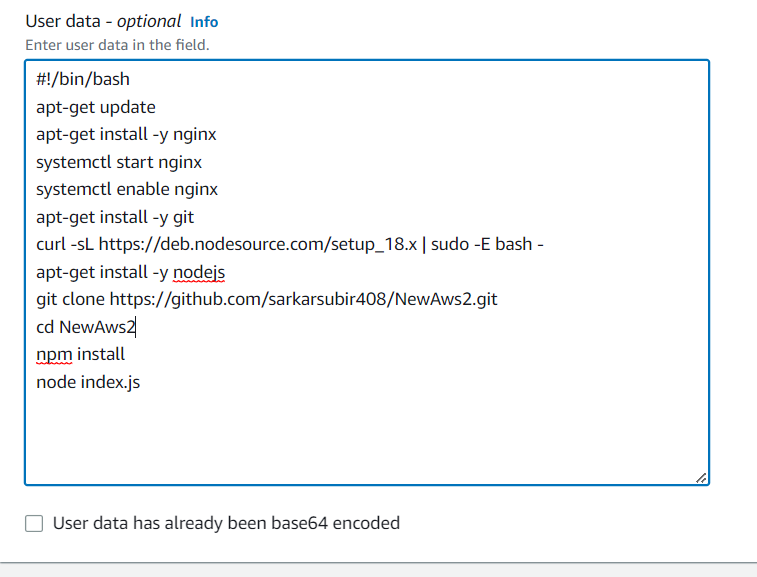 User data - optional Info
Enter user data in the field.
#!/bin/bash
apt-get update
apt-get install -y nginx
systemctl start nginx
systemctl enable nginx
apt-get install -y git
curl -sL https://deb.nodesource.com/setup_18.x | sudo -E bash -
apt-get install -y nodejs
git clone https://github.com/sarkarsubir408/NewAws2.git
cd NewAws2
npm install
node index.js
User data has already been base64 encoded